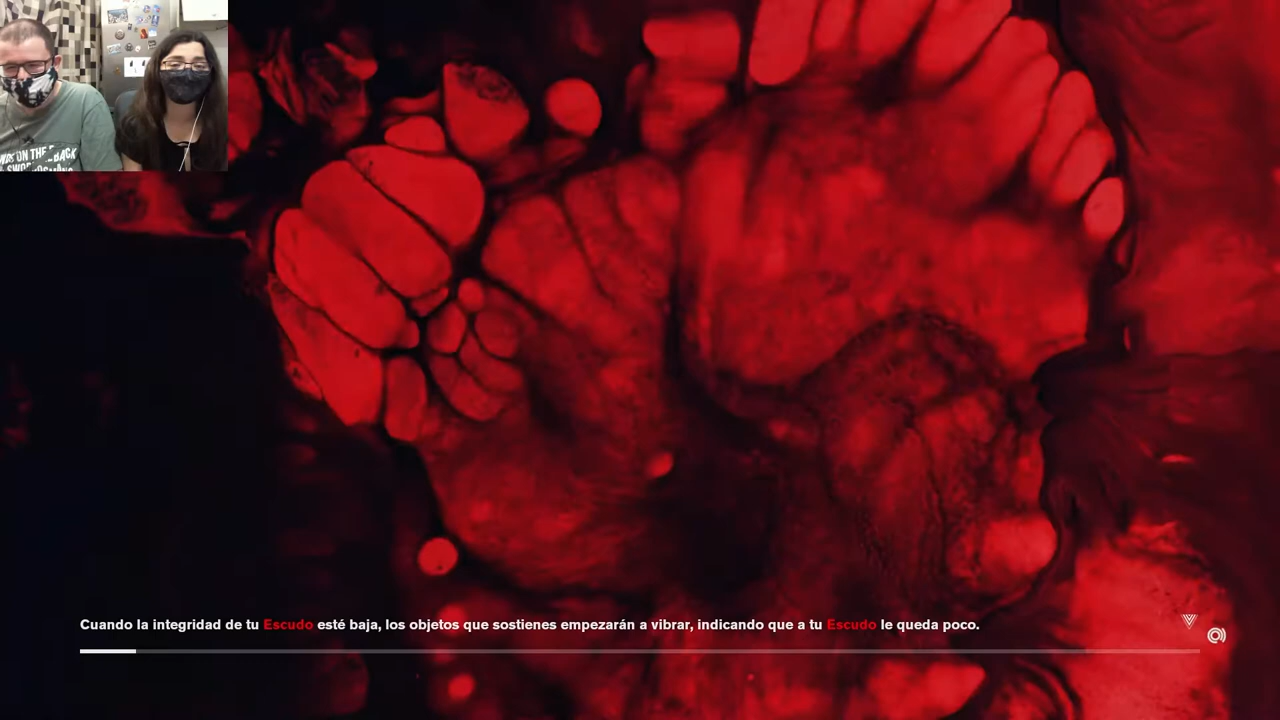 Cuando la integridad de tu Escudo esté baja, los objetos que sostienes empezarán a vibrar, indicando que a tu Escudo le queda poco.